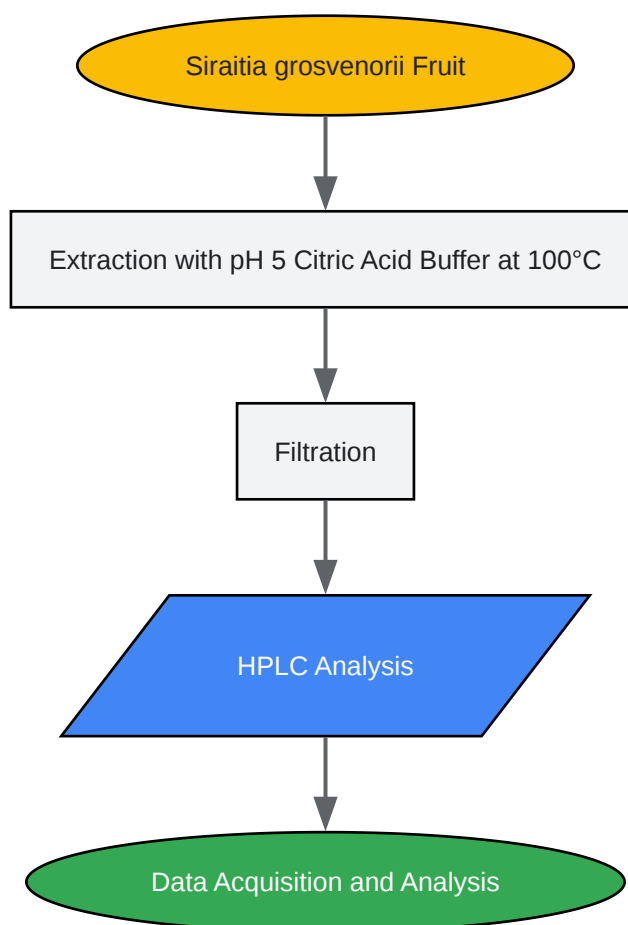 Siraitia grosvenorii Fruit
Extraction with pH 5 Citric Acid Buffer at 100°C
Filtration
HPLC Analysis
Data Acquisition and Analysis